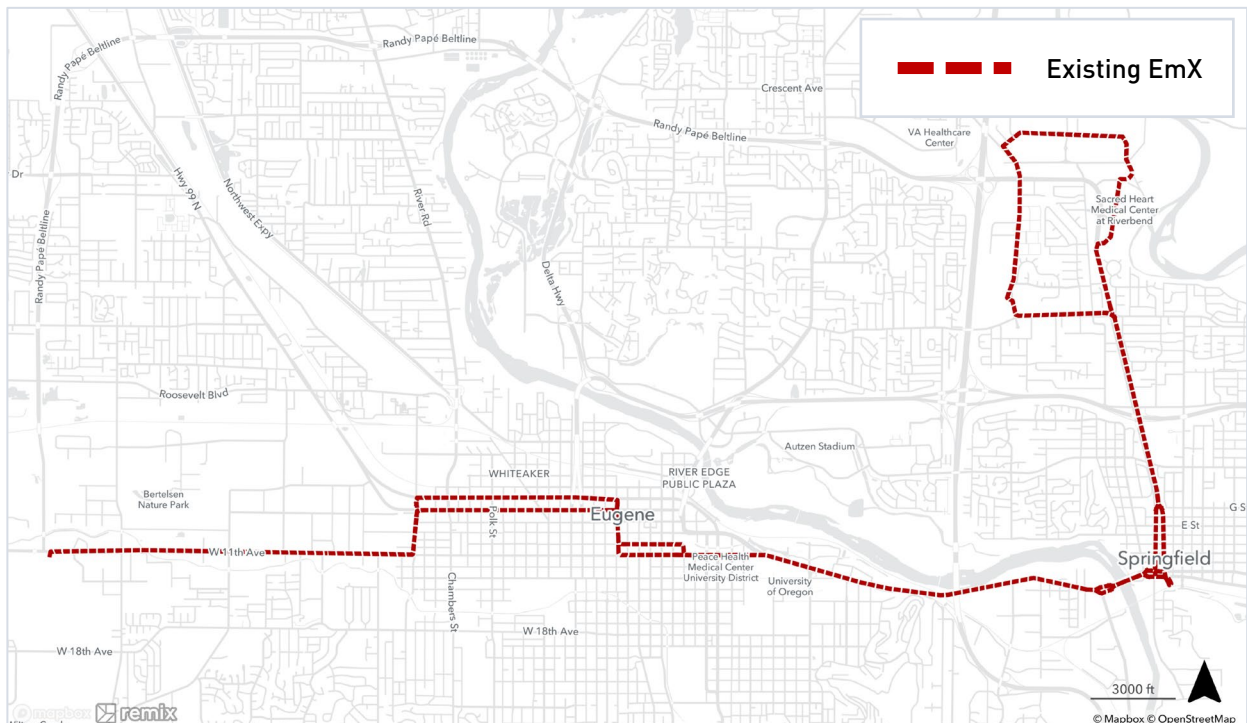 Existing EmX
Randy Papé Beltline
Randy Papé Beltline
Crescent Ave
Randy Papé Beltline
VA Healthcare
Center
Dr
Hwy 99 N
Northwest Expy
River Rd
Sacred Heart
Medical Center
at Riverbend
Randy Papé Beltline
Delta Hwy
Roosevelt Blvd
Autzen Stadium
WHITEAKER
RIVER EDGE
PUBLIC PLAZA
Bertelsen
Nature Park
Polk St
Eugene
G S
E St
W 11th Ave
Peace Health
Medical Center
University District
Springfield
University
of Oregon
Chambers St
W 18th Ave
W 18th Ave
3000 ft
mapbox
remix
© Mapbox © OpenStreetMap